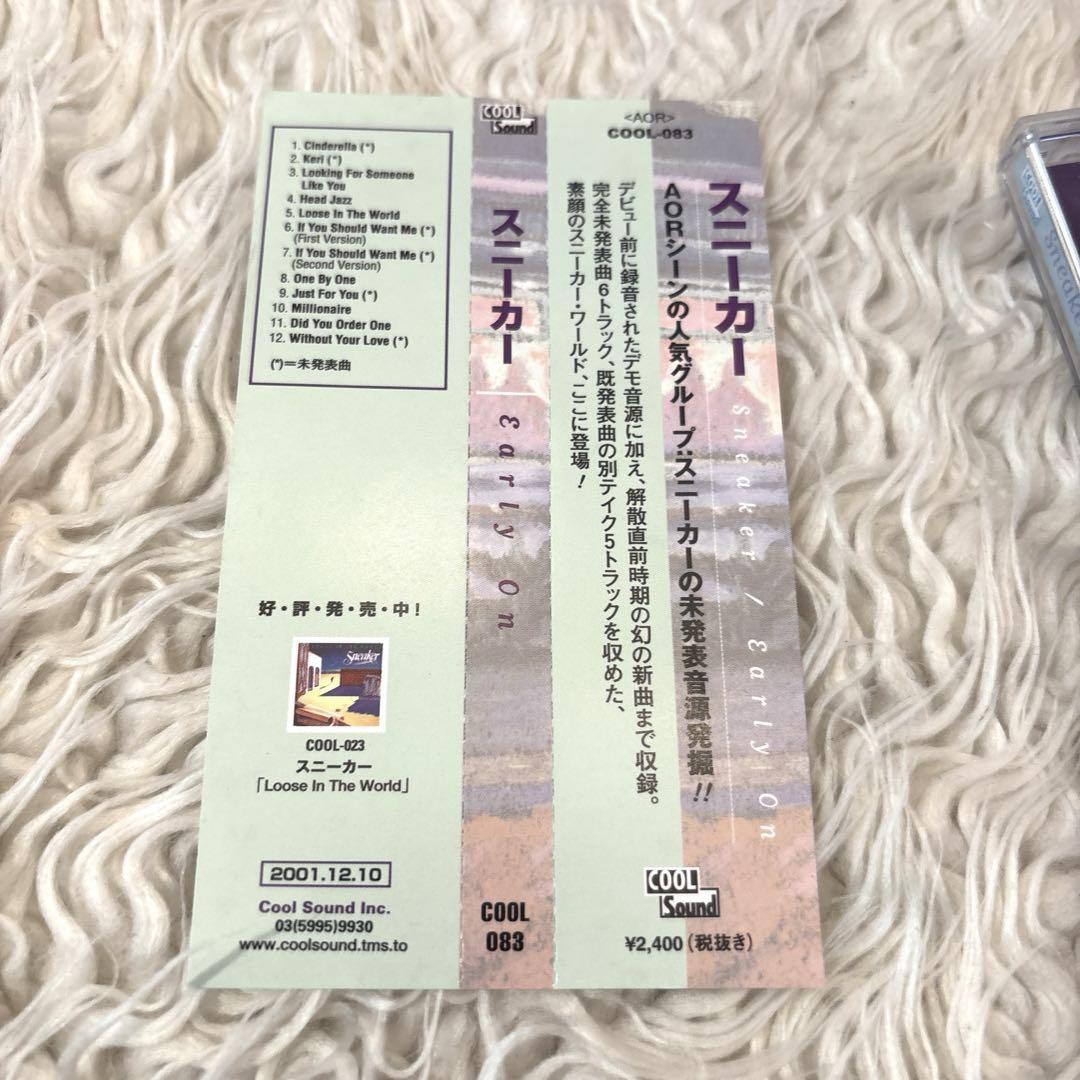 1. Cinderella (*)
2. Keri (*)
3. Looking For Someone
Like You
4. Head Jazz
5. Loose In The World
6. If You Should Want Me (*)
(First Version)
7. If You Should Want Me (*)
(Second Version)
8. One By One
9. Just For You (*)
10. Millionaire
11. Did You Order One
12. Without Your Love (*)
(*)=未発表曲
好・評・発・売・中!
Sneaker
COOL-023
スニーカー
「Loose In The World」
2001.12.10
Cool Sound Inc.
03(5995)9930
www.coolsound.tms.to
COOL
Sound
スニーカー
Early On
COOL
083
<AOR>
COOL-083
スニーカー
Sneaker / Early On
AORシーンの人気グループ:スニーカーの未発表音源発掘!!
デビュー前に録音されたデモ音源に加え、解散直前時期の幻の新曲まで収録。
完全未発表曲6トラック、既発表曲の別テイク5トラックを収めた、
素顔のスニーカー・ワールド、ここに登場!
COOL
Sound
¥2,400(税抜き)
COOL
Sneaker